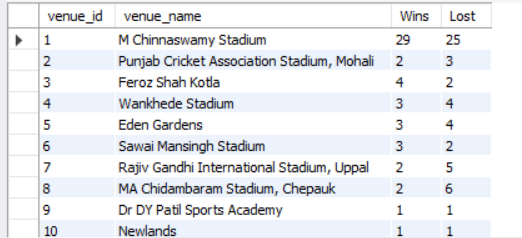 venue_id venue_name Wins Lost
1 M Chinnaswamy Stadium 29 25
2 Punjab Cricket Association Stadium, Mohali 2 3
3 Feroz Shah Kotla 4 2
4 Wankhede Stadium 3 4
5 Eden Gardens 3 4
6 Sawai Mansingh Stadium 3 2
7 Rajiv Gandhi International Stadium, Uppal 2 5
8 MA Chidambaram Stadium, Chepauk 2 6
9 Dr DY Patil Sports Academy 1 1
10 Newlands 1 1